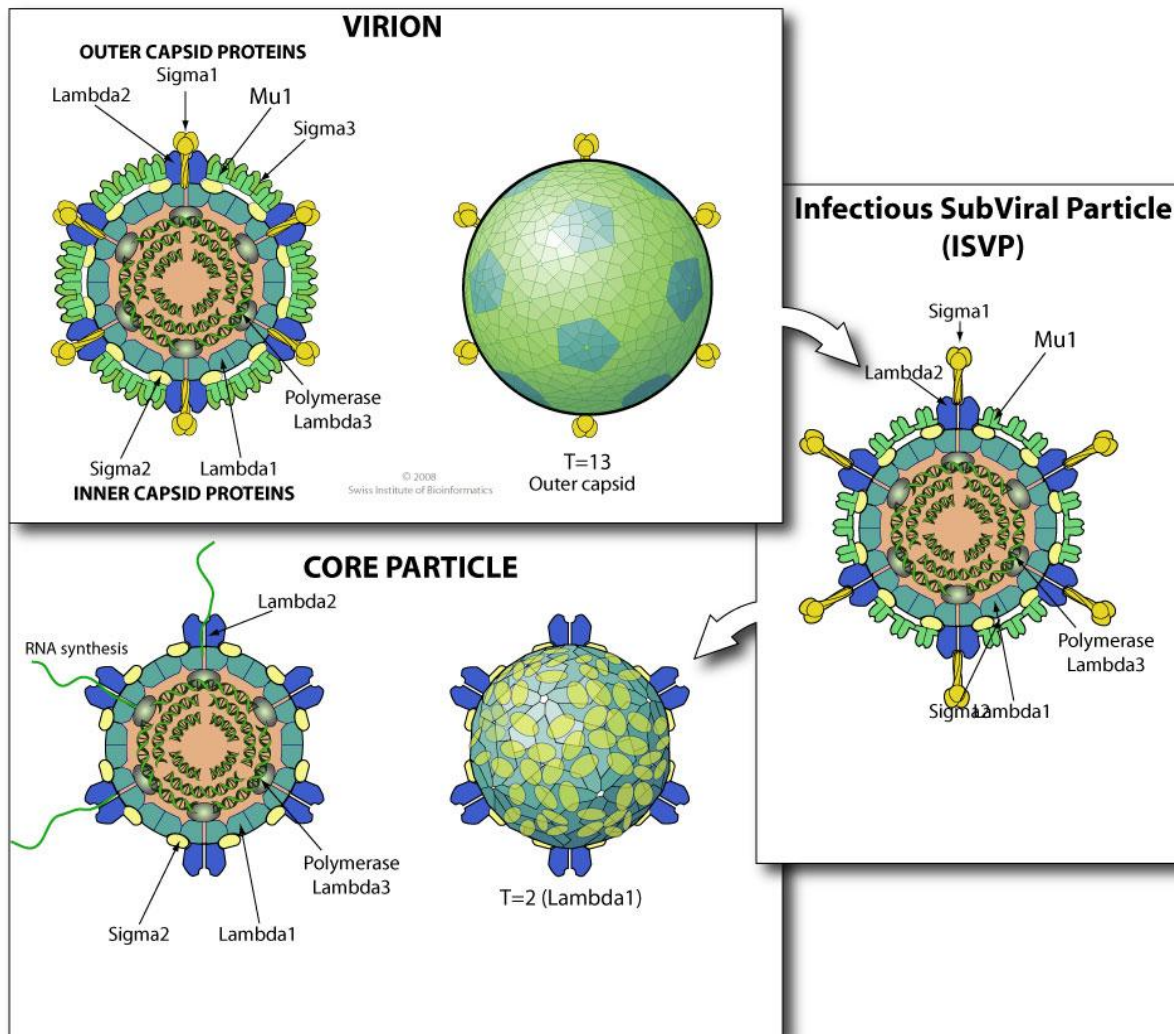 VIRION
OUTER CAPSID PROTEINS
Sigma1
Lambda2
Mu1
Sigma3
Polymerase
Lambda3
Sigma2
Lambda1
INNER CAPSID PROTEINS
© 2008
Swiss Institute of Bioinformatics
T=13
Outer capsid
Infectious SubViral Particle
(ISVP)
Sigma1
Mu1
Lambda2
Polymerase
Lambda3
Sigma2
Lambda1
CORE PARTICLE
Lambda2
RNA synthesis
Polymerase
Lambda3
Sigma2
Lambda1
T=2 (Lambda1)